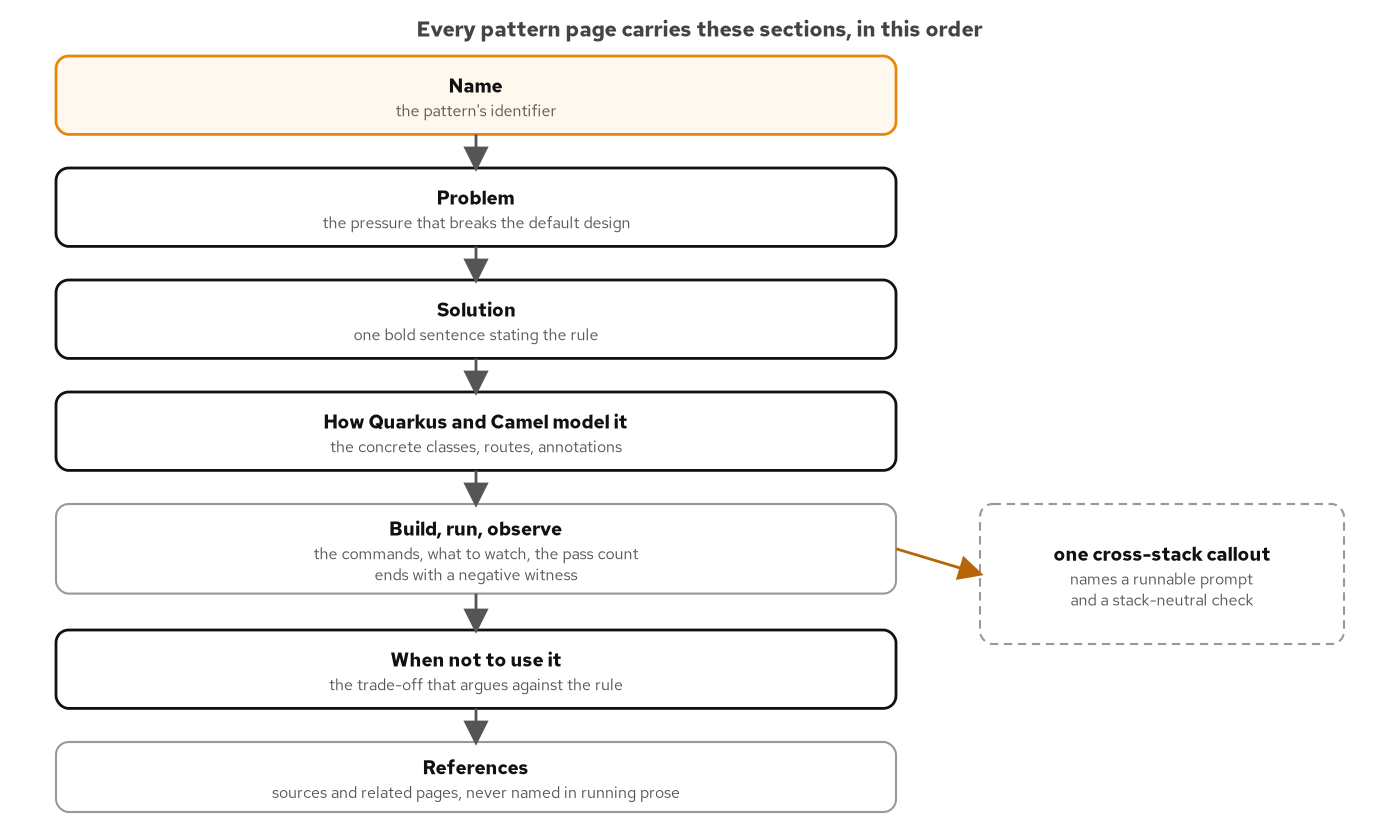 Every pattern page carries these sections, in this order
Name
the pattern's identifier
Problem
the pressure that breaks the default design
Solution
one bold sentence stating the rule
How Quarkus and Camel model it
the concrete classes, routes, annotations
Build, run, observe
the commands, what to watch, the pass count
ends with a negative witness
one cross-stack callout
names a runnable prompt
and a stack-neutral check
When not to use it
the trade-off that argues against the rule
References
sources and related pages, never named in running prose